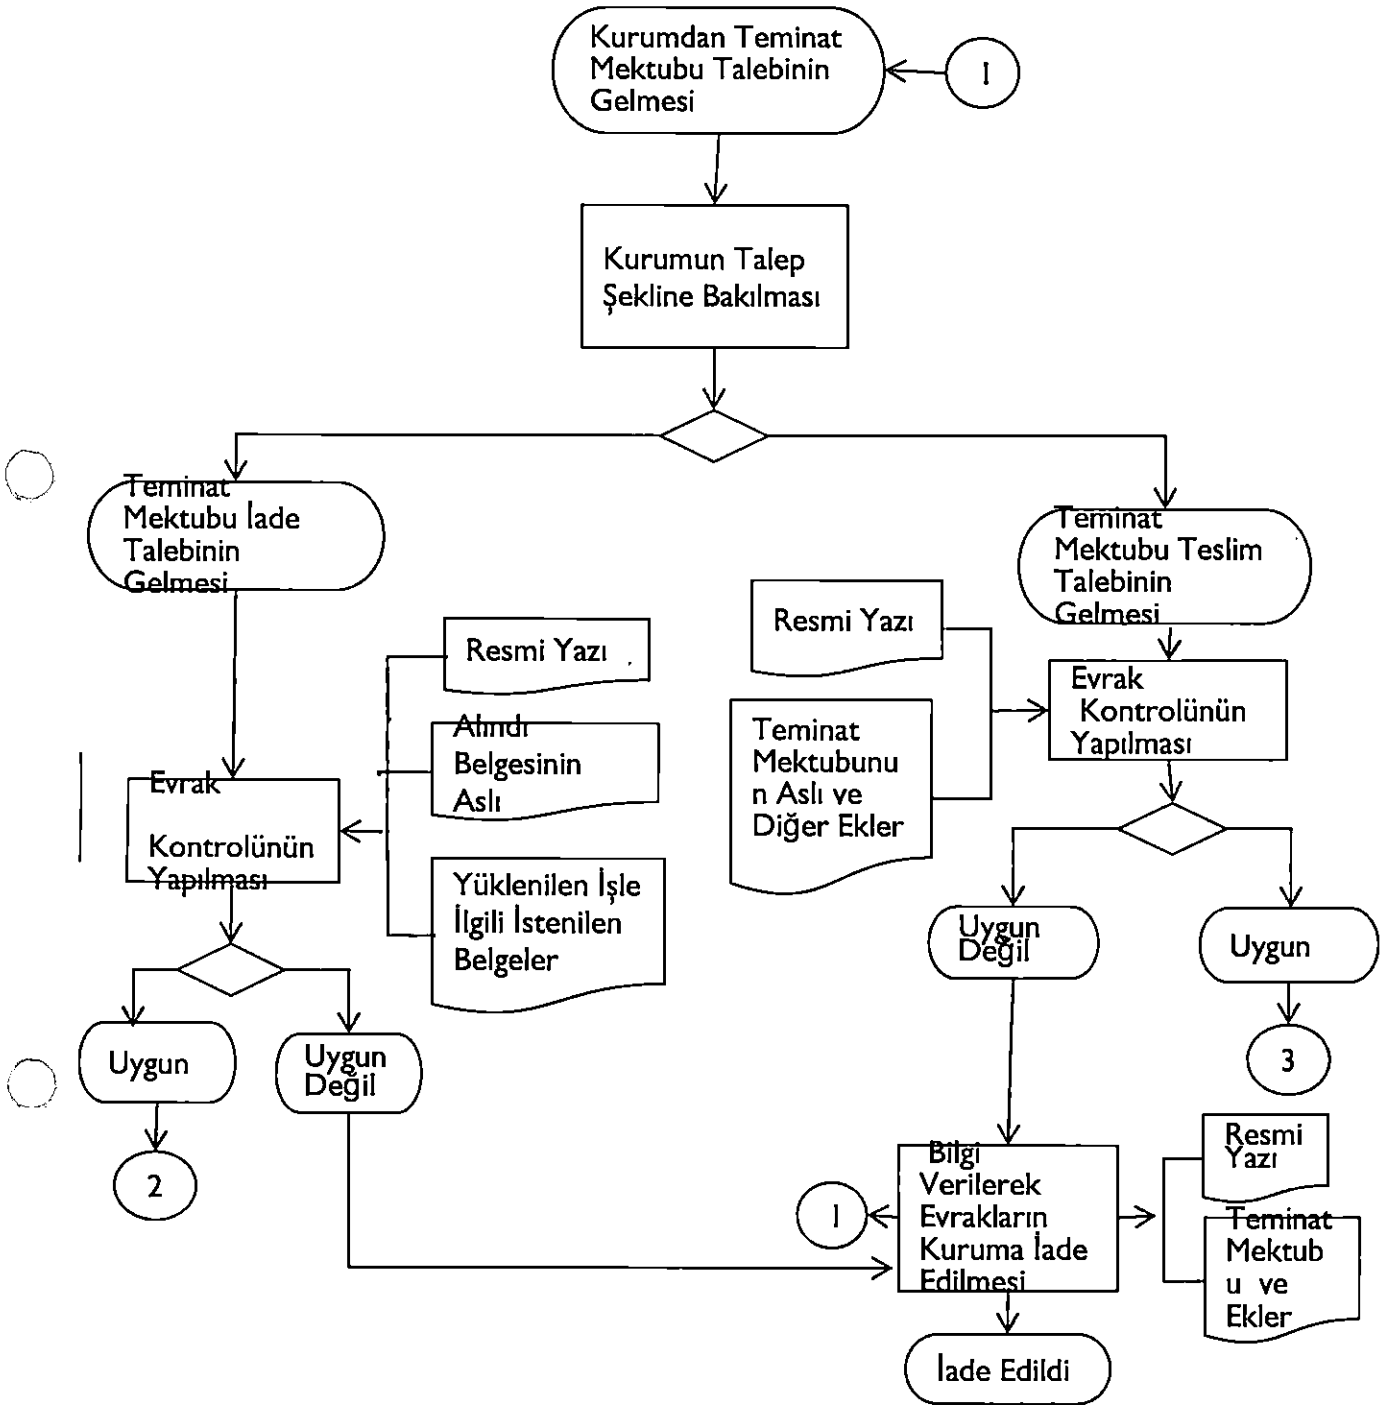 Kurumdan Teminat
Mektubu Talebinin
Gelmesi
1
Kurumun Talep
Şekline Bakılması
Teminat
Mektubu İade
Talebinin
Gelmesi
Teminat
Mektubu Teslim
Talebinin
Gelmesi
Resmi Yazı
Alındı
Belgesinin
Aslı
Yüklenilen İşle
İlgili İstenilen
Belgeler
Evrak
Kontrolünün
Yapılması
Resmi Yazı
Teminat
Mektubunu
n Aslı ve
Diğer Ekler
Evrak
Kontrolünün
Yapılması
Uygun
Değil
Uygun
3
Uygun
Uygun
Değil
2
1
Bilgi
Verilerek
Evrakların
Kuruma İade
Edilmesi
Resmi
Yazı
Teminat
Mektub
u ve
Ekler
İade Edildi